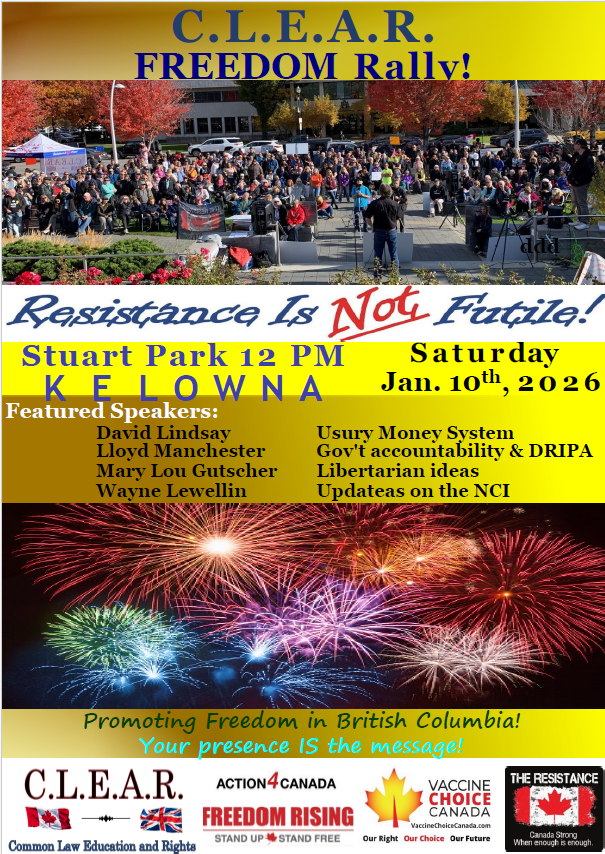 C.L.E.A.R.
FREEDOM Rally!
C.L.E.A.R.
ddd
Resistance Is Not Futile!
Stuart Park 12 PM
KELOWNA
Saturday
Jan. 10th, 2026
Featured Speakers:
David Lindsay Usury Money System
Lloyd Manchester Gov't accountability & DRIPA
Mary Lou Gutscher Libertarian ideas
Wayne Lewellin Updateas on the NCI
Promoting Freedom in British Columbia!
Your presence IS the message!
C.L.E.A.R.
Common Law Education and Rights
ACTION4CANADA
FREEDOM RISING
STAND UP STAND FREE
VACCINE
CHOICE
CANADA
VaccineChoiceCanada.com
Our Right Our Choice Our Future
THE RESISTANCE
Canada Strong
When enough is enough.